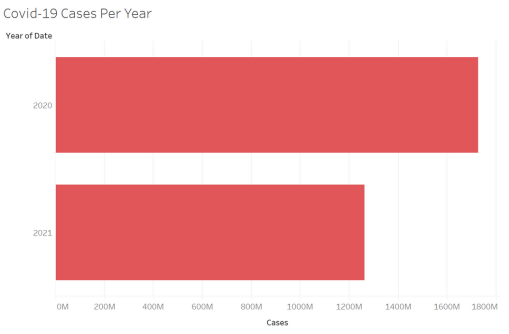 Covid-19 Cases Per Year
Year of Date
2020
2021
0M 200M 400M 600M 800M 1000M 1200M 1400M 1600M 1800M
Cases